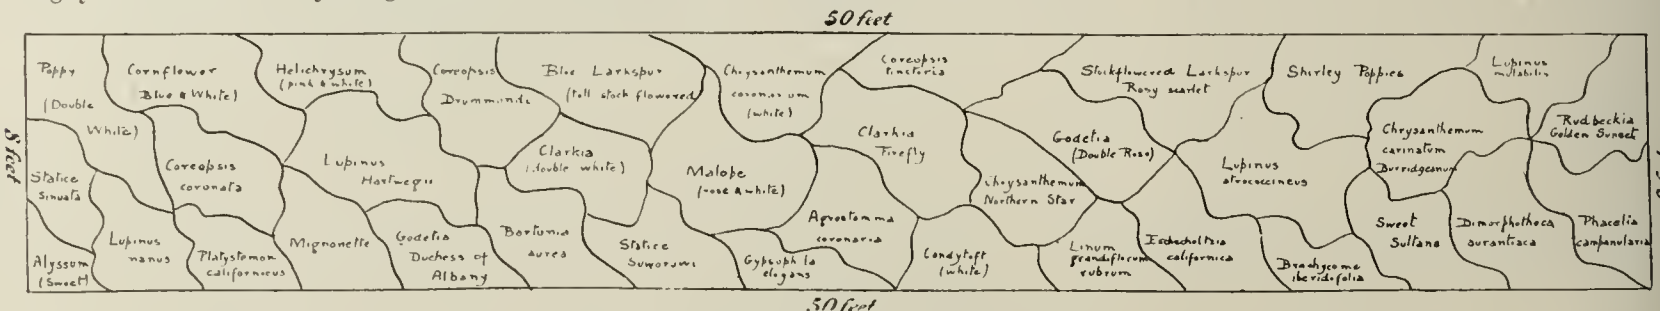 50 feet
8 feet
Poppy
(Double
White)
Cornflower
Blue & White)
Helichrysum
(pink & white)
Coreopsis
Drummondi
Blue Larkspur
(tall stock flowered)
Chrysanthemum
coronarium
(white)
Coreopsis
tinctoria
Stockflowered Larkspur
Rosy scarlet
Shirley Poppies
Lupinus
mutabilis
Rudbeckia
Golden Sunset
Statice
Sinuata
Coreopsis
coronata
Lupinus
Hartwegii
Clarkia
(double white)
Malope
(rose & white)
Clarkia
Firefly
Godetia
(Double Rose)
Chrysanthemum
Northern Star
Lupinus
atrococcineus
Chrysanthemum
carinatum
Burridgeanum
Alyssum
(Sweet)
Lupinus
nanus
Platystemon
californicus
Mignonette
Godetia
Duchess of
Albany
Bartonia
aurea
Statice
Suworowi
Gypsophila
elegans
Agrostemma
coronaria
Candytuft
(white)
Linum
grandiflorum
rubrum
Eschscholtzia
californica
Brachycome
iberidifolia
Sweet
Sultana
Dimorphotheca
aurantiaca
Phacelia
campanularia
50 feet